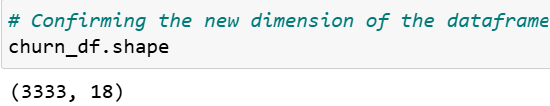 # Confirming the new dimension of the dataframe
churn_df.shape
(3333, 18)